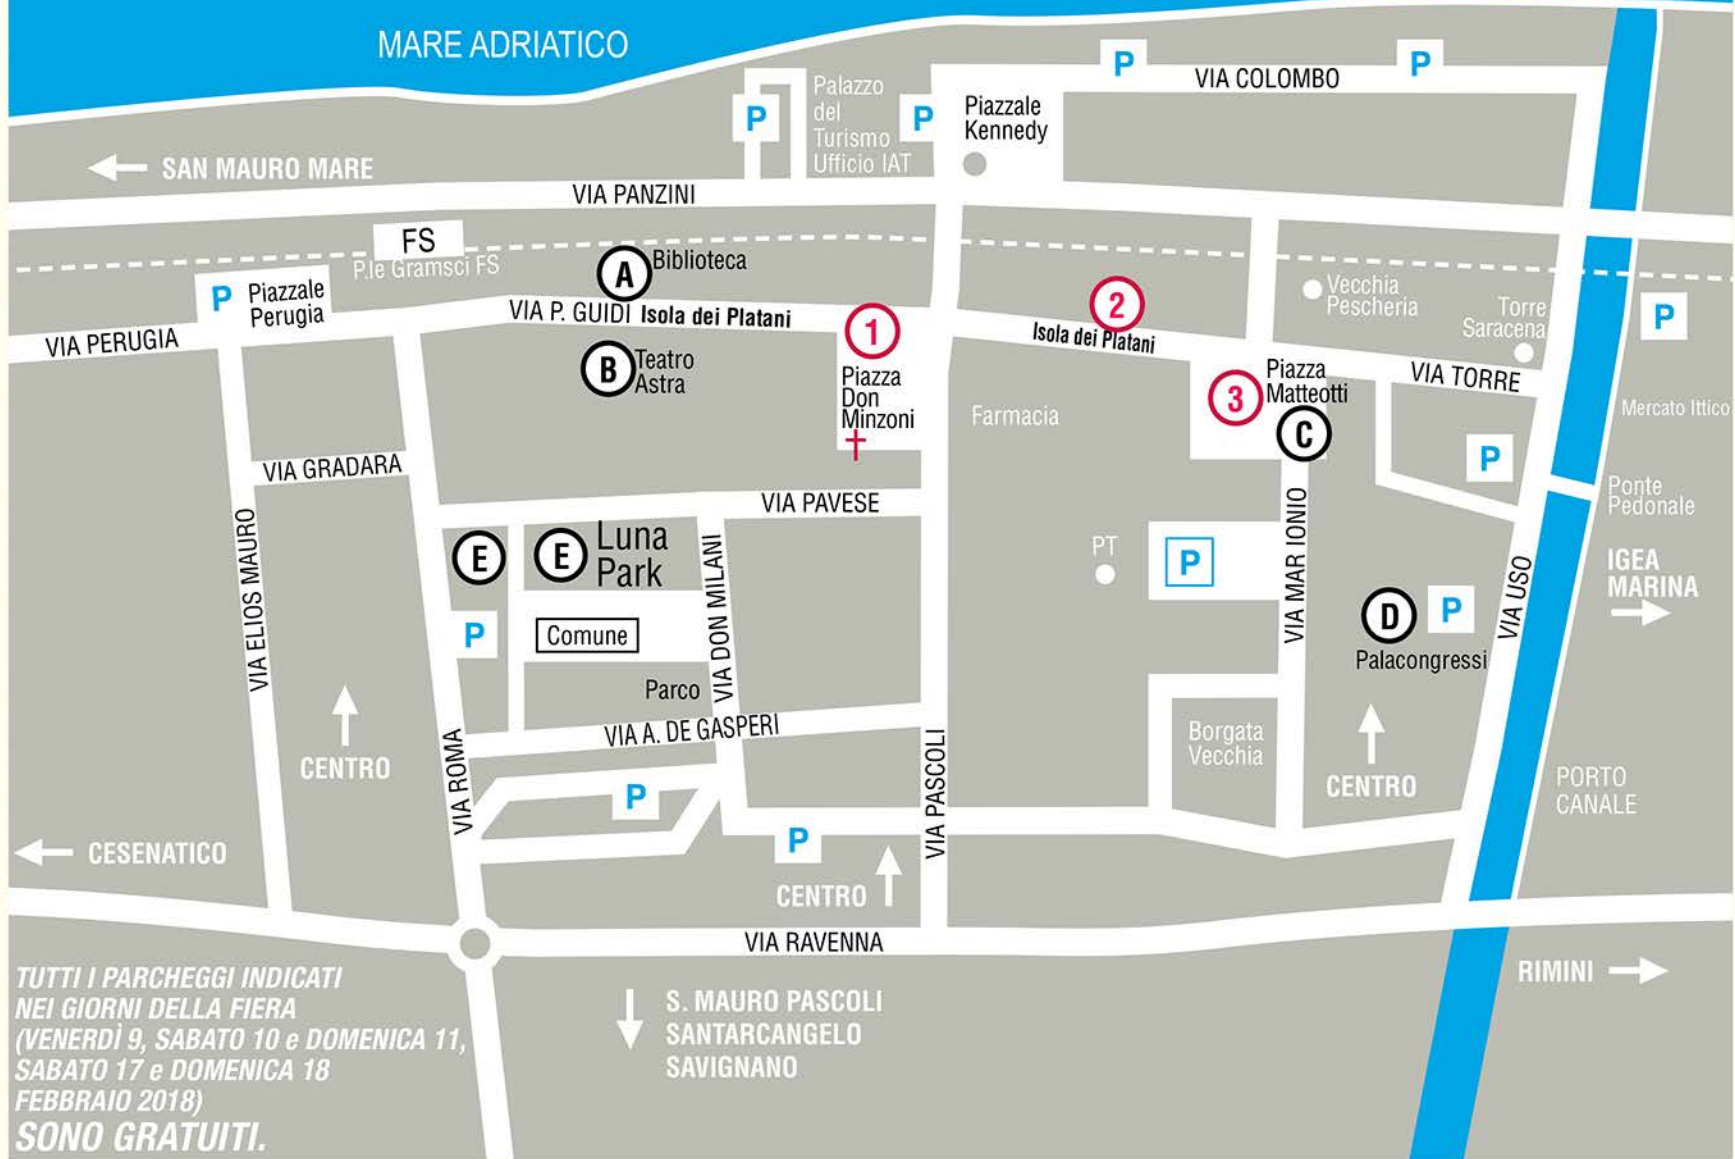 MARE ADRIATICO
P
P
VIA COLOMBO
Palazzo
del
Turismo
Ufficio IAT
P
P
Piazzale
Kennedy
SAN MAURO MARE
VIA PANZINI
FS
P.le Gramsci FS
A
Biblioteca
P
Piazzale
Perugia
VIA P. GUIDI Isola dei Platani
1
2
Isola dei Platani
Vecchia
Pescheria
Torre
Saracena
P
VIA PERUGIA
B
Teatro
Astra
Piazza
Don
Minzoni
Farmacia
3
Piazza
Matteotti
C
VIA TORRE
Mercato Ittico
VIA GRADARA
P
VIA PAVESE
Ponte
Pedonale
VIA ELIOS MAURO
E
E
Luna
Park
VIA DON MILANI
PT
P
VIA MAR IONIO
IGEA
MARINA
D
P
Palacongressi
VIA USO
P
Comune
Parco
VIA A. DE GASPERI
Borgata
Vecchia
CENTRO
VIA ROMA
VIA PASCOLI
CENTRO
PORTO
CANALE
P
P
CESENATICO
CENTRO
VIA RAVENNA
RIMINI
TUTTI I PARCHEGGI INDICATI
NEI GIORNI DELLA FIERA
(VENERDÌ 9, SABATO 10 e DOMENICA 11,
SABATO 17 e DOMENICA 18
FEBBRAIO 2018)
SONO GRATUITI.
S. MAURO PASCOLI
SANTARCANGELO
SAVIGNANO